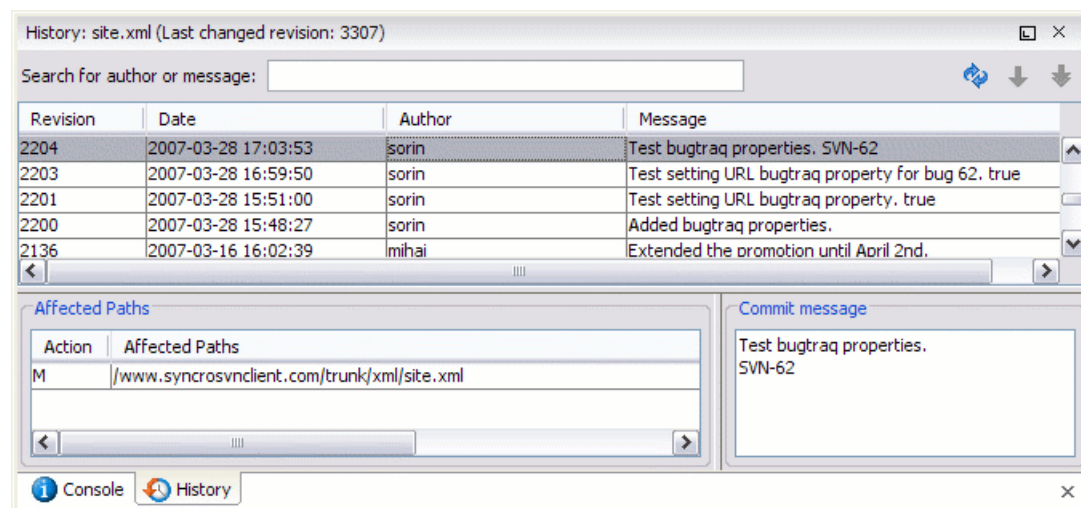 History: site.xml (Last changed revision: 3307)
Search for author or message:
Revision Date Author Message
2204 2007-03-28 17:03:53 sorin Test bugtraq properties. SVN-62
2203 2007-03-28 16:59:50 sorin Test setting URL bugtraq property for bug 62. true
2201 2007-03-28 15:51:00 sorin Test setting URL bugtraq property. true
2200 2007-03-28 15:48:27 sorin Added bugtraq properties.
2136 2007-03-16 16:02:39 mihai Extended the promotion until April 2nd.
Affected Paths
Action Affected Paths
M /www.syncrosvnclient.com/trunk/xml/site.xml
Commit message
Test bugtraq properties.
SVN-62
Console History